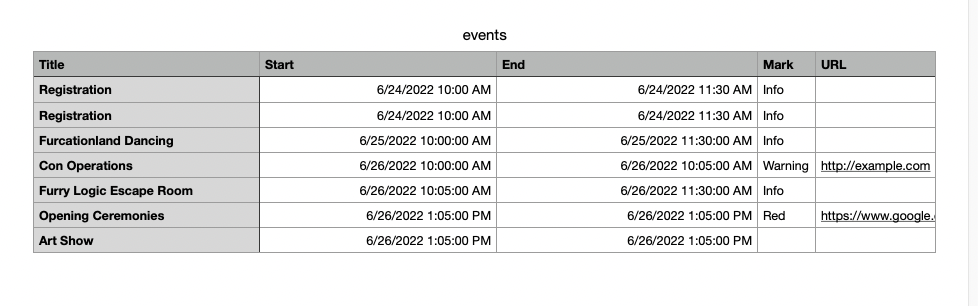 events
Title Start End Mark URL
Registration 6/24/2022 10:00 AM 6/24/2022 11:30 AM Info
Registration 6/24/2022 10:00 AM 6/24/2022 11:30 AM Info
Furcationland Dancing 6/25/2022 10:00:00 AM 6/25/2022 11:30:00 AM Info
Con Operations 6/26/2022 10:00:00 AM 6/26/2022 10:05:00 AM Warning http://example.com
Furry Logic Escape Room 6/26/2022 10:05:00 AM 6/26/2022 11:30:00 AM Info
Opening Ceremonies 6/26/2022 1:05:00 PM 6/26/2022 1:05:00 PM Red https://www.google.
Art Show 6/26/2022 1:05:00 PM 6/26/2022 1:05:00 PM